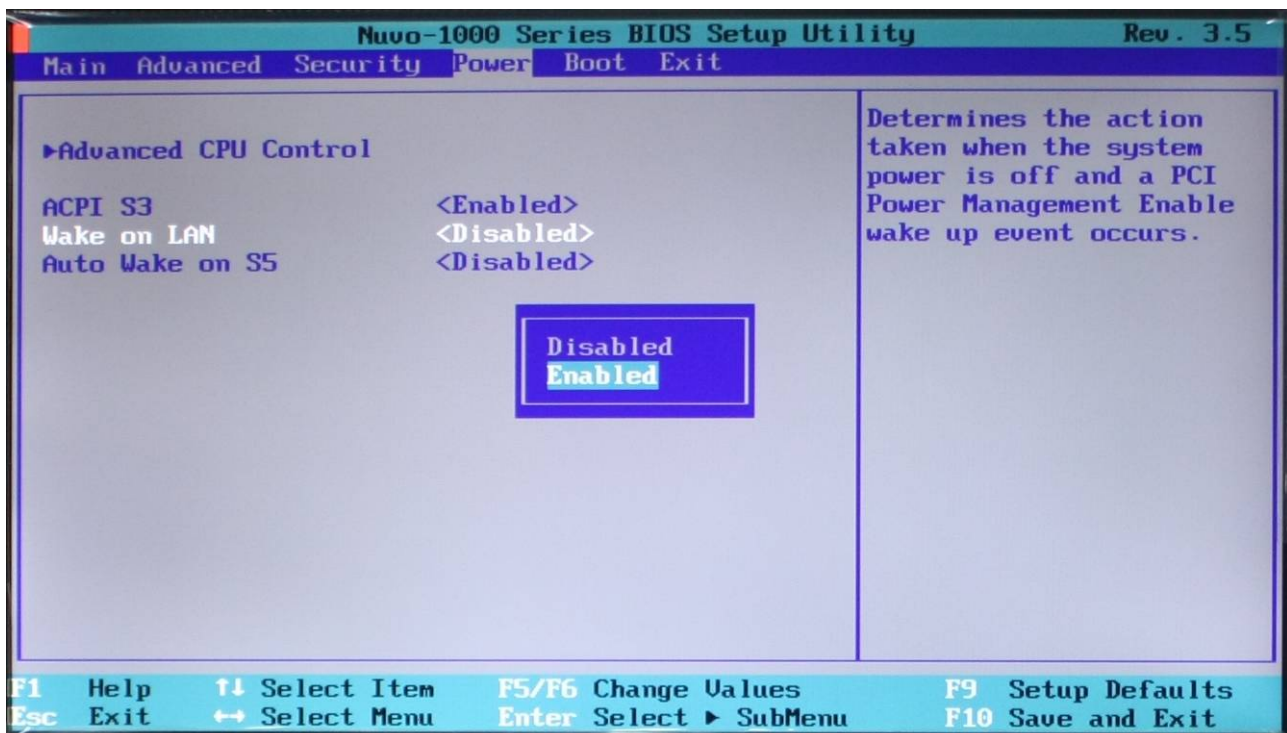 Nuvo-1000 Series BIOS Setup Utility Rev. 3.5
Main Advanced Security Power Boot Exit
▶Advanced CPU Control
ACPI S3 <Enabled>
Wake on LAN <Disabled>
Auto Wake on S5 <Disabled>
Disabled
Enabled
Determines the action
taken when the system
power is off and a PCI
Power Management Enable
wake up event occurs.
F1 Help ↑↓ Select Item F5/F6 Change Values F9 Setup Defaults
Esc Exit ↔ Select Menu Enter Select ▶ SubMenu F10 Save and Exit